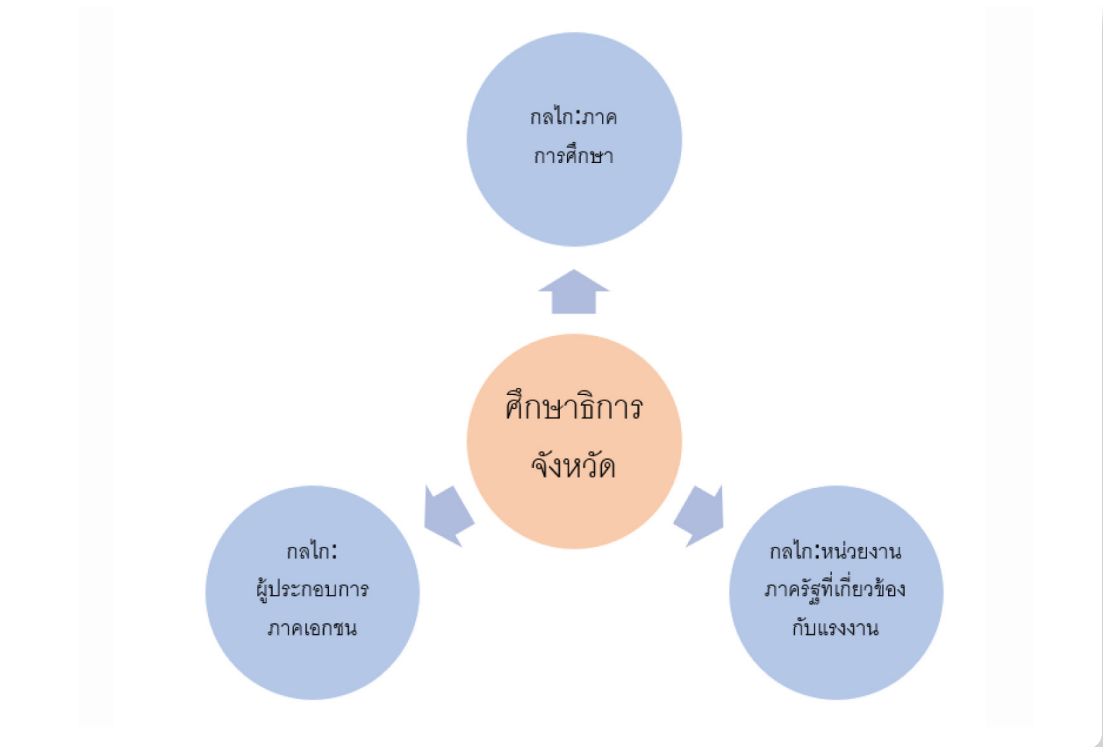 กลไก:ภาค
การศึกษา
ศึกษาธิการ
จังหวัด
กลไก:
ผู้ประกอบการ
ภาคเอกชน
กลไก:หน่วยงาน
ภาครัฐที่เกี่ยวข้อง
กับแรงงาน